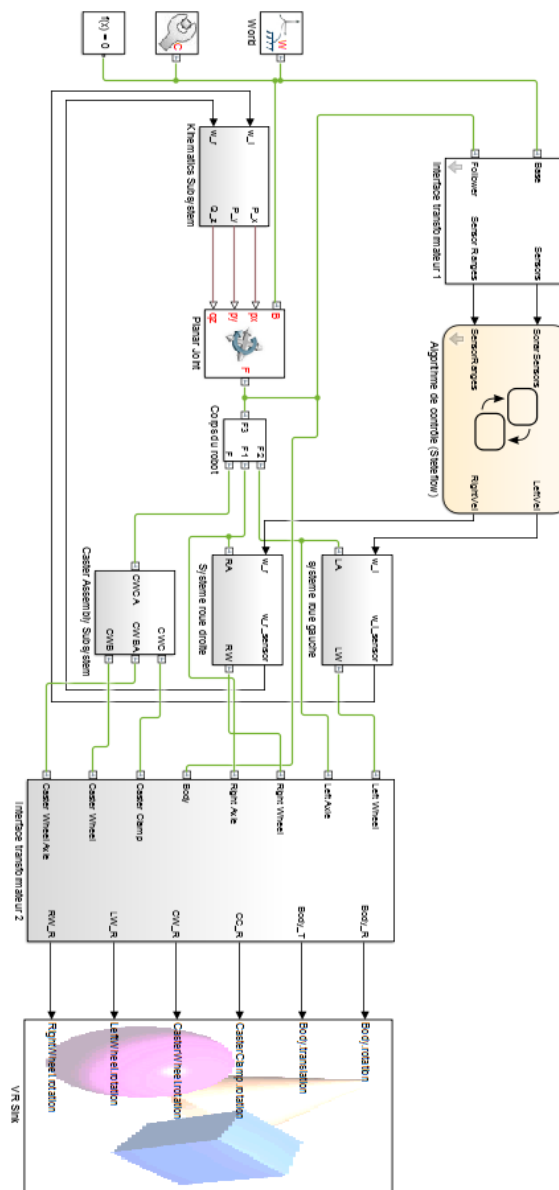 f(x) = 0
C
W
World
Base
Follower
Sensors
Sensor Ranges
Interface transformateur 1
SonarSensors
SensorRanges
LeftVel
RightVel
Algorithme de contrôle (Stateflow)
w_l
w_r
P_x
P_y
Q_z
Kinematics Subsystem
B
px
py
qz
F
Planar Joint
F3
F2
F1
F
Corps du robot
w_l
LA
w_l_sensor
LW
systeme roue gauche
w_r
RA
w_r_sensor
RW
Systeme roue droite
CWCA
CWC
CWBA
CWB
Caster Assembly Subsystem
Left Wheel
Left Axle
Right Wheel
Right Axle
Body
Caster Clamp
Caster Wheel
Caster Wheel Axle
Body_R
Body_T
CC_R
CW_R
LW_R
RW_R
Interface transformateur 2
Body.rotation
Body.translation
CasterClamp.rotation
CasterWheel.rotation
LeftWheel.rotation
RightWheel.rotation
VR Sink